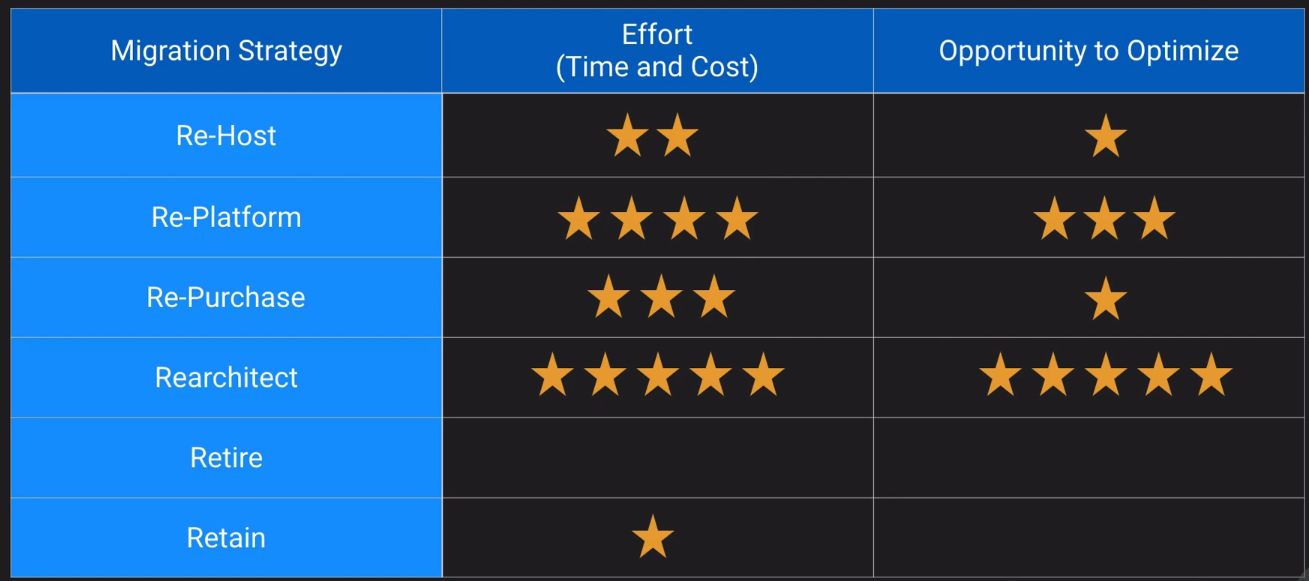 Migration Strategy
Effort
(Time and Cost)
Opportunity to Optimize
Re-Host
Re-Platform
Re-Purchase
Rearchitect
Retire
Retain